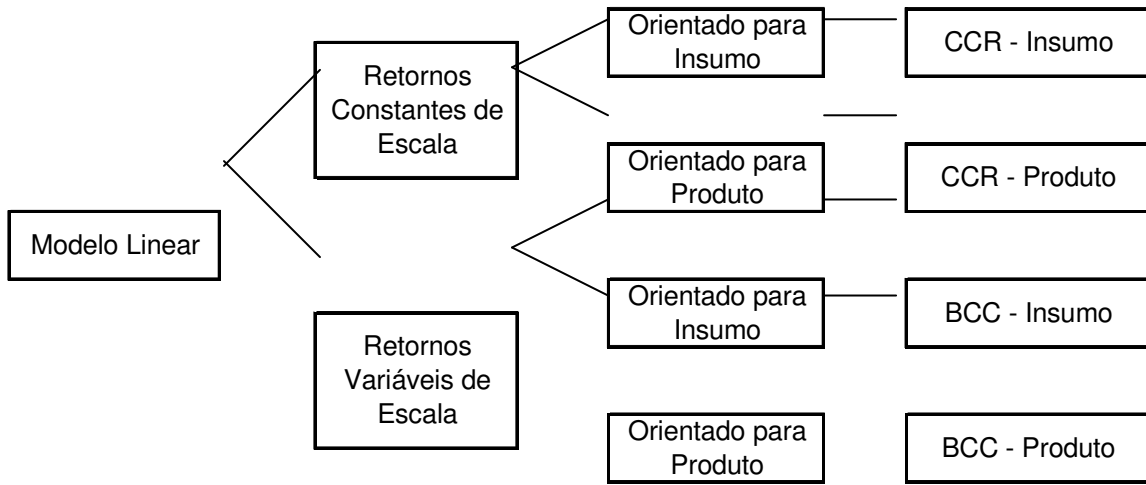 Modelo Linear
Retornos
Constantes de
Escala
Retornos
Variáveis de
Escala
Orientado para
Insumo
Orientado para
Produto
Orientado para
Insumo
Orientado para
Produto
CCR - Insumo
CCR - Produto
BCC - Insumo
BCC - Produto